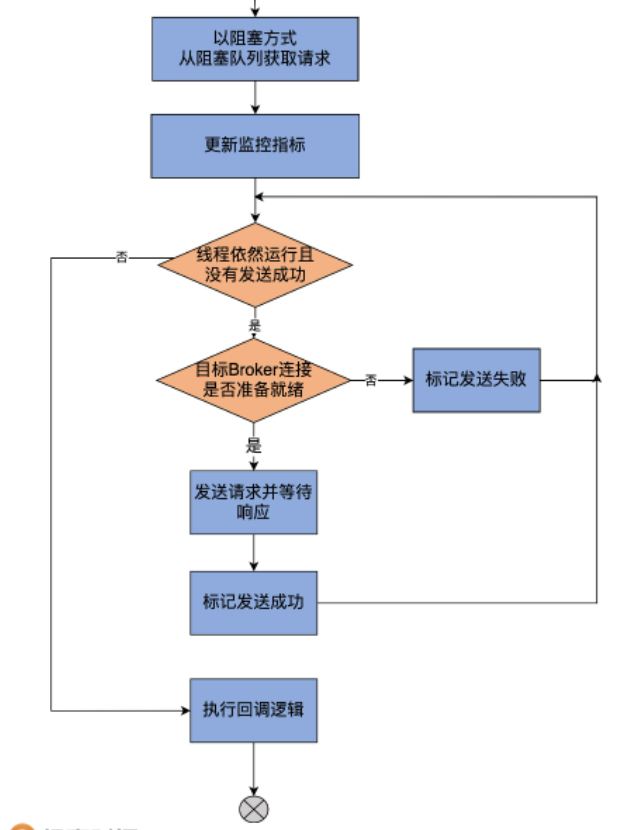 以阻塞方式
从阻塞队列获取请求
更新监控指标
线程依然运行且
没有发送成功
否
是
目标Broker连接
是否准备就绪
否
标记发送失败
是
发送请求并等待
响应
标记发送成功
执行回调逻辑